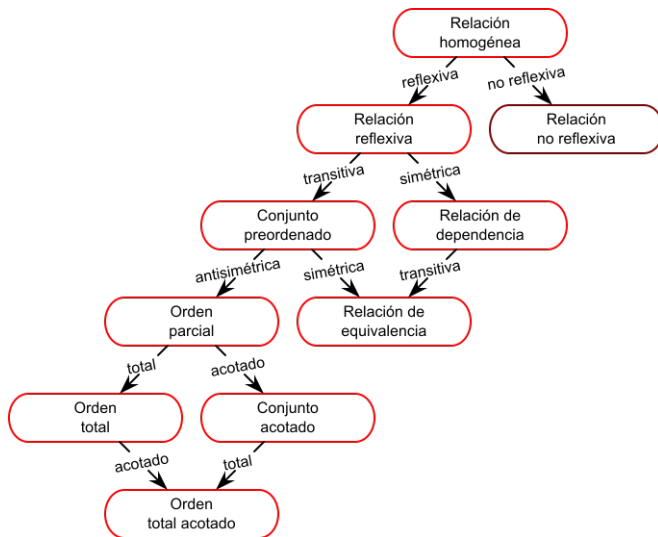 Relación
homogénea
reflexiva
no reflexiva
Relación
reflexiva
Relación
no reflexiva
transitiva
simétrica
Conjunto
preordenado
Relación de
dependencia
antisimétrica
simétrica
transitiva
Orden
parcial
Relación de
equivalencia
total
acotado
Orden
total
Conjunto
acotado
acotado
total
Orden
total acotado